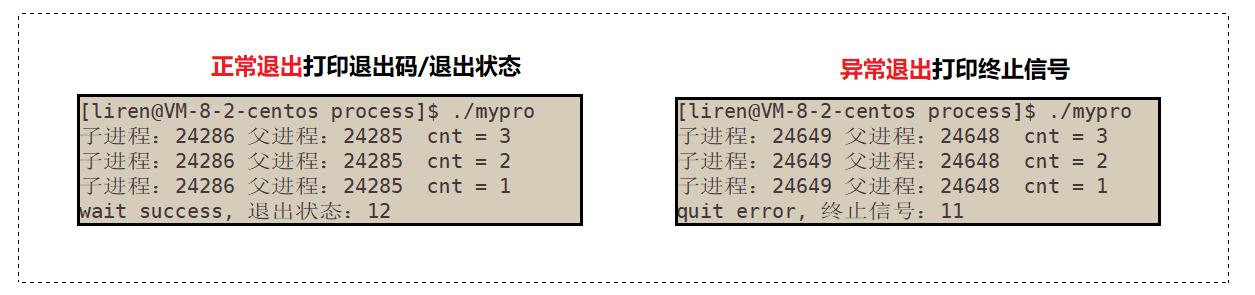 正常退出打印退出码/退出状态
[liren@VM-8-2-centos process]$ ./mypro
子进程：24286 父进程：24285  cnt = 3
子进程：24286 父进程：24285  cnt = 2
子进程：24286 父进程：24285  cnt = 1
wait success, 退出状态：12
异常退出打印终止信号
[liren@VM-8-2-centos process]$ ./mypro
子进程：24649 父进程：24648  cnt = 3
子进程：24649 父进程：24648  cnt = 2
子进程：24649 父进程：24648  cnt = 1
quit error, 终止信号：11